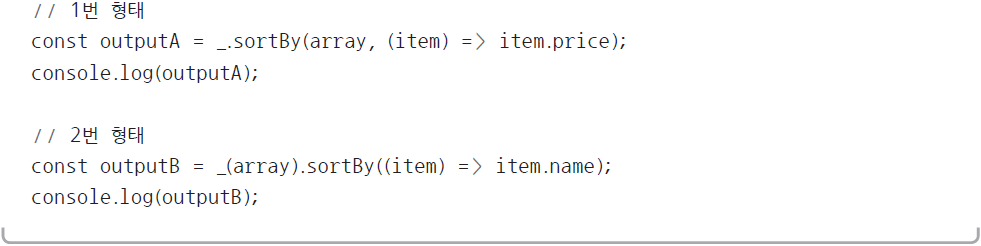 // 1번 형태
const outputA = _.sortBy(array, (item) => item.price);
console.log(outputA);
// 2번 형태
const outputB = _(array).sortBy((item) => item.name);
console.log(outputB);